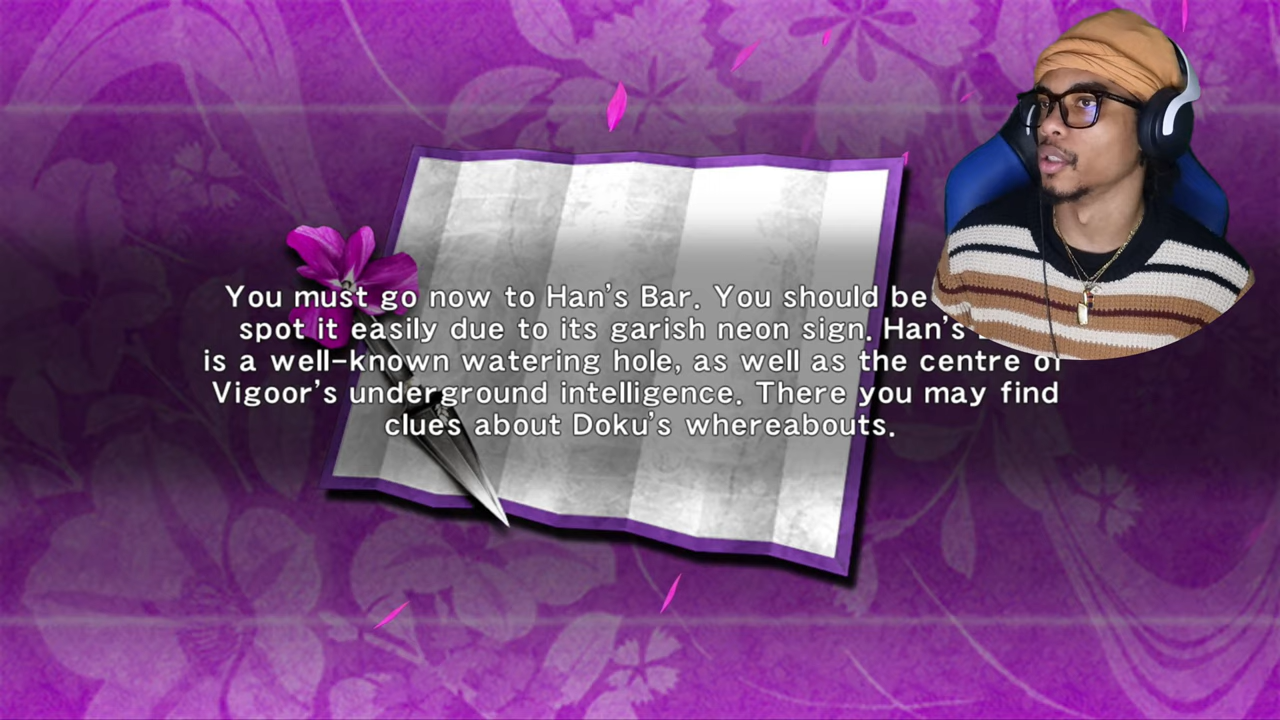 You must go now to Han's Bar. You should be
spot it easily due to its garish neon sign. Han's
is a well-known watering hole, as well as the centre of
Vigoor's underground intelligence. There you may find
clues about Doku's whereabouts.